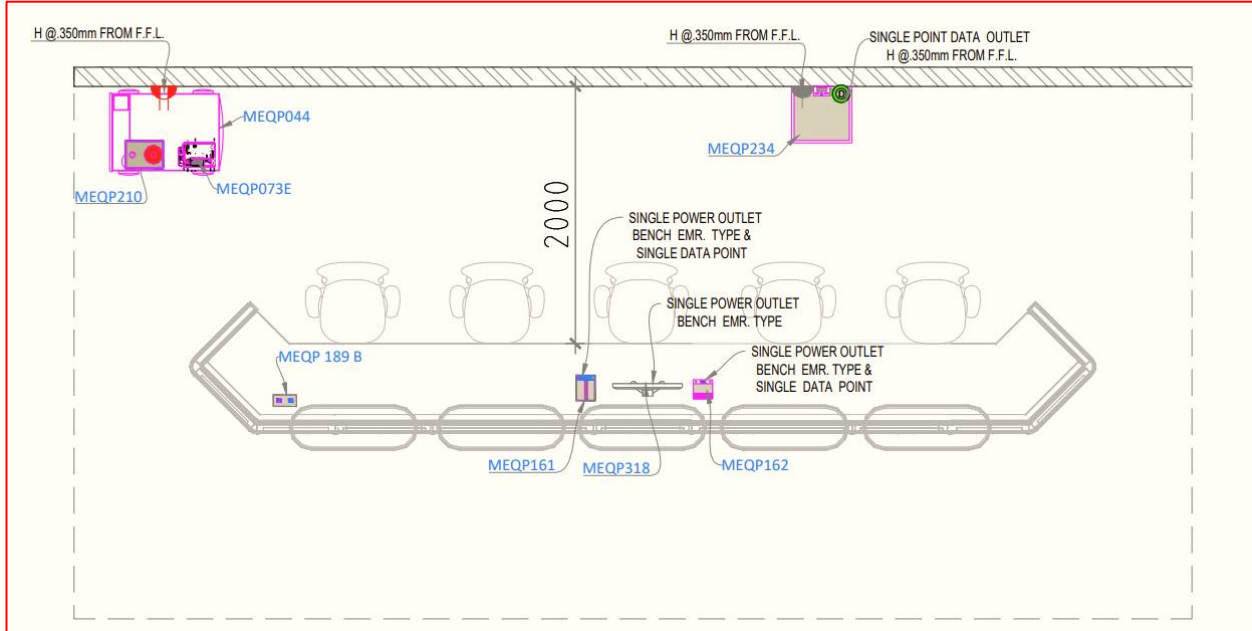 H @.350mm FROM F.F.L.
H @.350mm FROM F.F.L.
SINGLE POINT DATA OUTLET
H @.350mm FROM F.F.L.
MEQP044
MEQP234
MEQP073E
MEQP210
2000
SINGLE POWER OUTLET
BENCH EMR. TYPE &
SINGLE DATA POINT
SINGLE POWER OUTLET
BENCH EMR. TYPE
MEQP 189 B
SINGLE POWER OUTLET
BENCH EMR. TYPE &
SINGLE DATA POINT
MEQP161
MEQP318
MEQP162